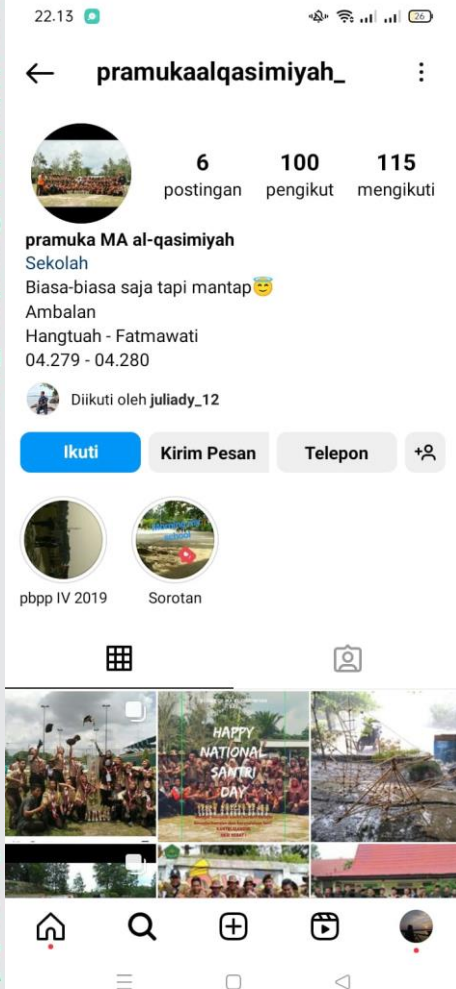 22.13
26
pramukaalqasimiyah_
6 100 115
postingan pengikut mengikuti
pramuka MA al-qasimiyah
Sekolah
Biasa-biasa saja tapi mantap😇
Ambalan
Hangtuah - Fatmawati
04.279 - 04.280
Diikuti oleh juliady_12
Ikuti Kirim Pesan Telepon
school
pbpp IV 2019 Sorotan
HAPPY
NATIONAL
SANTRI
DAY